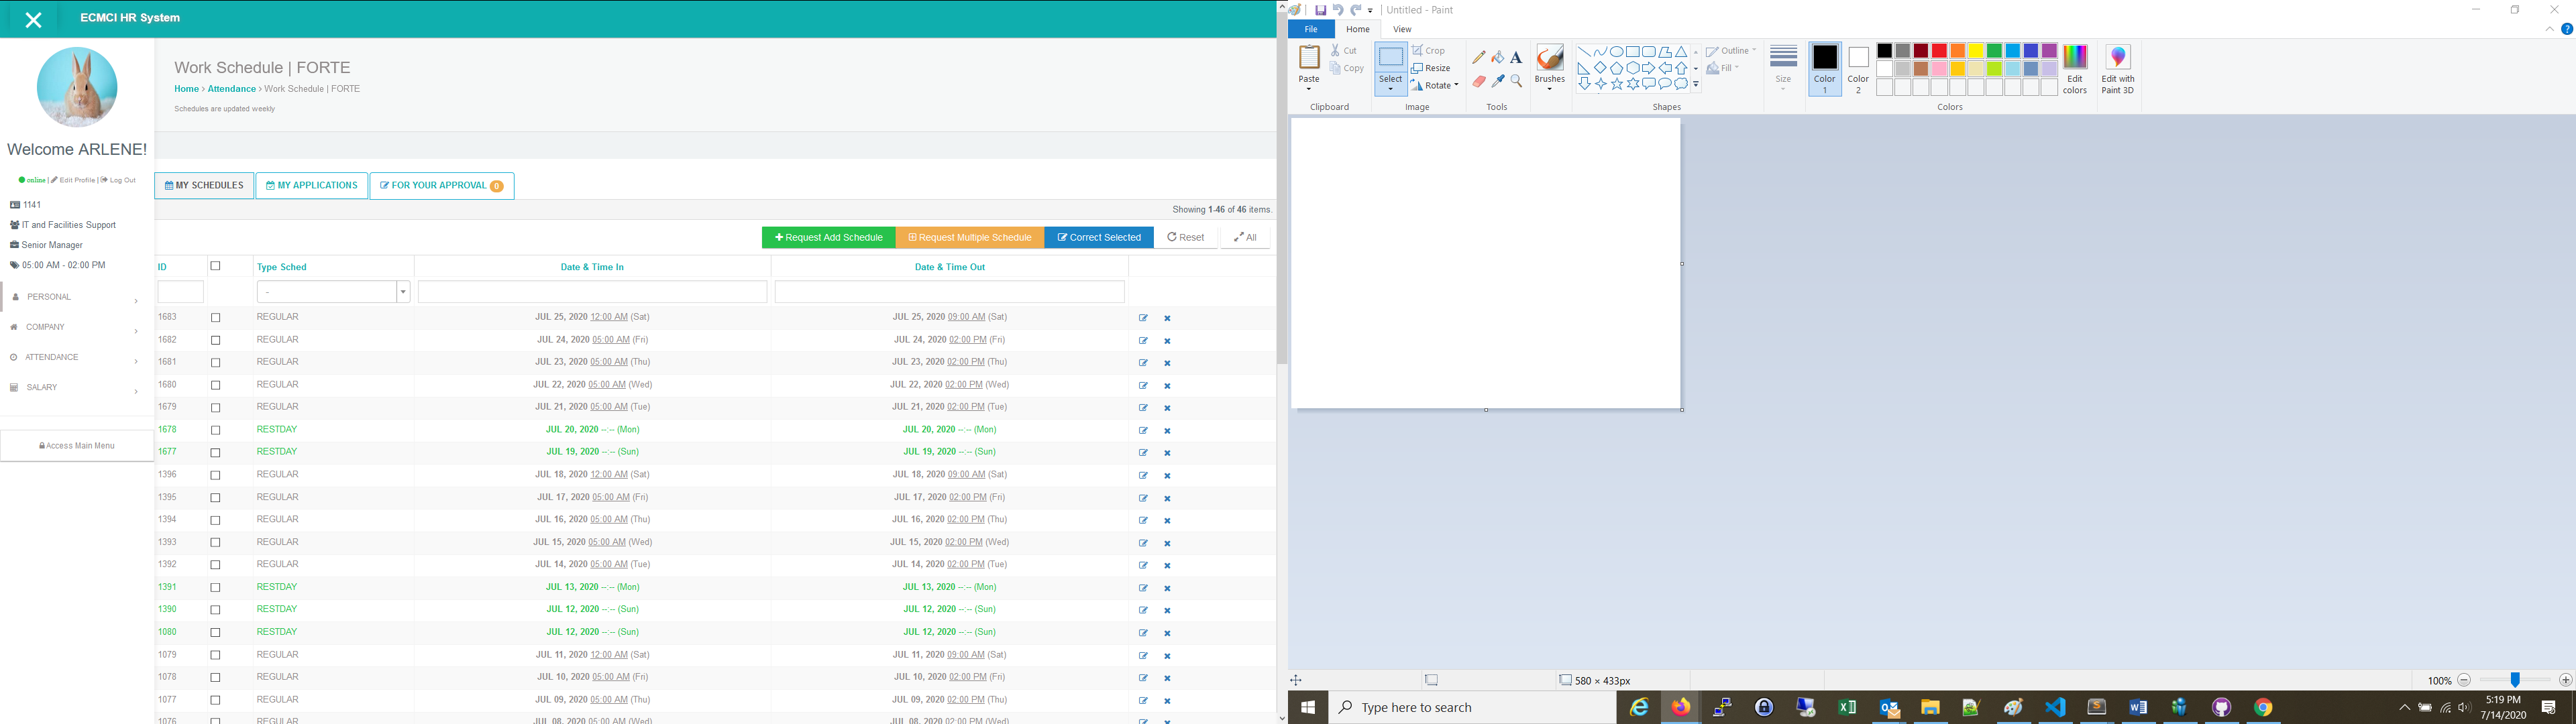 ECMCI HR System
Work Schedule | FORTE
Home › Attendance › Work Schedule | FORTE
Schedules are updated weekly
Welcome ARLENE!
online | Edit Profile | Log Out
1141
IT and Facilities Support
Senior Manager
05:00 AM - 02:00 PM
PERSONAL
COMPANY
ATTENDANCE
SALARY
Access Main Menu
MY SCHEDULES MY APPLICATIONS FOR YOUR APPROVAL 0
Showing 1-46 of 46 items.
Request Add Schedule Request Multiple Schedule Correct Selected Reset All
ID Type Sched Date & Time In Date & Time Out
-
1683 REGULAR JUL 25, 2020 12:00 AM (Sat) JUL 25, 2020 09:00 AM (Sat)
1682 REGULAR JUL 24, 2020 05:00 AM (Fri) JUL 24, 2020 02:00 PM (Fri)
1681 REGULAR JUL 23, 2020 05:00 AM (Thu) JUL 23, 2020 02:00 PM (Thu)
1680 REGULAR JUL 22, 2020 05:00 AM (Wed) JUL 22, 2020 02:00 PM (Wed)
1679 REGULAR JUL 21, 2020 05:00 AM (Tue) JUL 21, 2020 02:00 PM (Tue)
1678 RESTDAY JUL 20, 2020 --:-- (Mon) JUL 20, 2020 --:-- (Mon)
1677 RESTDAY JUL 19, 2020 --:-- (Sun) JUL 19, 2020 --:-- (Sun)
1396 REGULAR JUL 18, 2020 12:00 AM (Sat) JUL 18, 2020 09:00 AM (Sat)
1395 REGULAR JUL 17, 2020 05:00 AM (Fri) JUL 17, 2020 02:00 PM (Fri)
1394 REGULAR JUL 16, 2020 05:00 AM (Thu) JUL 16, 2020 02:00 PM (Thu)
1393 REGULAR JUL 15, 2020 05:00 AM (Wed) JUL 15, 2020 02:00 PM (Wed)
1392 REGULAR JUL 14, 2020 05:00 AM (Tue) JUL 14, 2020 02:00 PM (Tue)
1391 RESTDAY JUL 13, 2020 --:-- (Mon) JUL 13, 2020 --:-- (Mon)
1390 RESTDAY JUL 12, 2020 --:-- (Sun) JUL 12, 2020 --:-- (Sun)
1080 RESTDAY JUL 12, 2020 --:-- (Sun) JUL 12, 2020 --:-- (Sun)
1079 REGULAR JUL 11, 2020 12:00 AM (Sat) JUL 11, 2020 09:00 AM (Sat)
1078 REGULAR JUL 10, 2020 05:00 AM (Fri) JUL 10, 2020 02:00 PM (Fri)
1077 REGULAR JUL 09, 2020 05:00 AM (Thu) JUL 09, 2020 02:00 PM (Thu)
1076 REGULAR JUL 08, 2020 05:00 AM (Wed) JUL 08, 2020 02:00 PM (Wed)
Untitled - Paint
File Home View
Paste Cut Copy Clipboard
Select Crop Resize Rotate Image
A Tools
Brushes
Shapes Outline Fill
Size
Color 1 Color 2 Colors Edit colors
Edit with Paint 3D
580 × 433px
100%
Type here to search
5:19 PM
7/14/2020